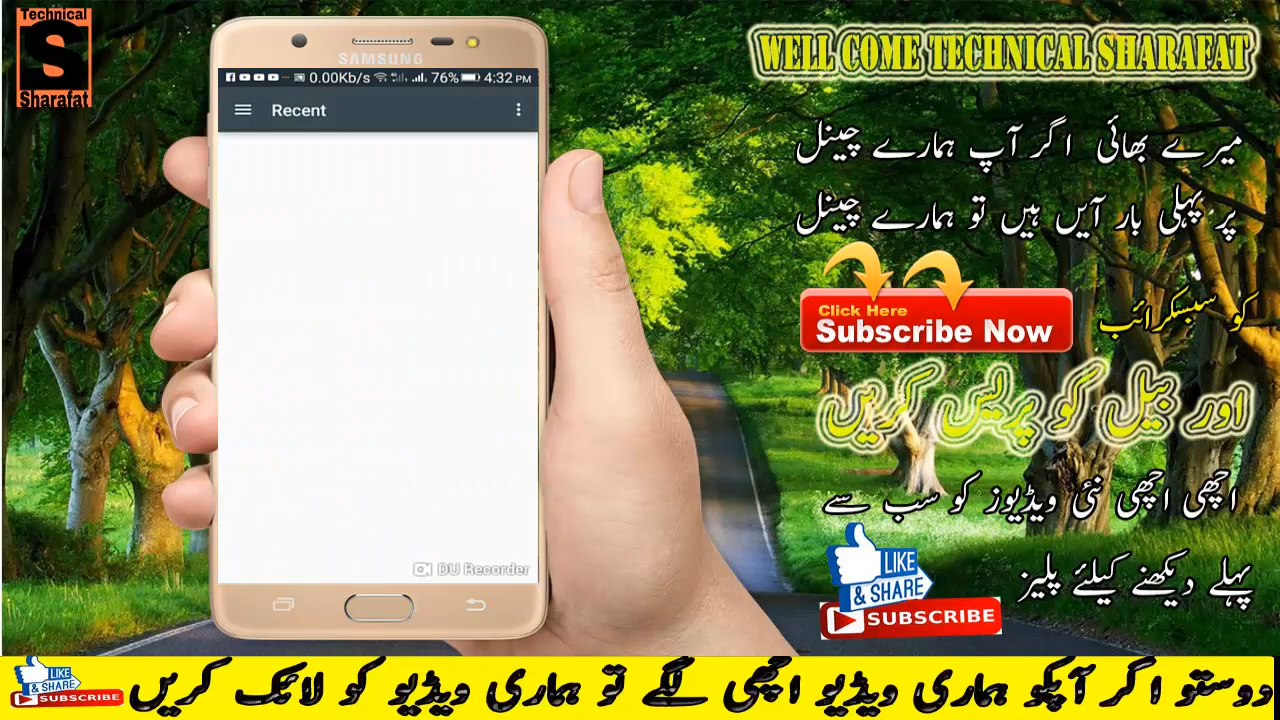 Technical
S
Sharafat
WELL COME TECHNICAL SHARAFAT
SAMSUNG
0.00Kb/s 76% 4:32 PM
Recent
DU Recorder
میرے بھائی اگر آپ ہمارے چینل
پر پہلی بار آیں ہیں تو ہمارے چینل
Click Here
Subscribe Now
کو سبسکرائب
اور بیل کو پریس کریں
اچھی اچھی نئی ویڈیوز کو سب سے
پہلے دیکھنے کیلئے پلیز
LIKE
& SHARE
SUBSCRIBE
LIKE
& SHARE
SUBSCRIBE
دوستو اگر آپکو ہماری ویڈیو اچھی لگے تو ہماری ویڈیو کو لائک کریں